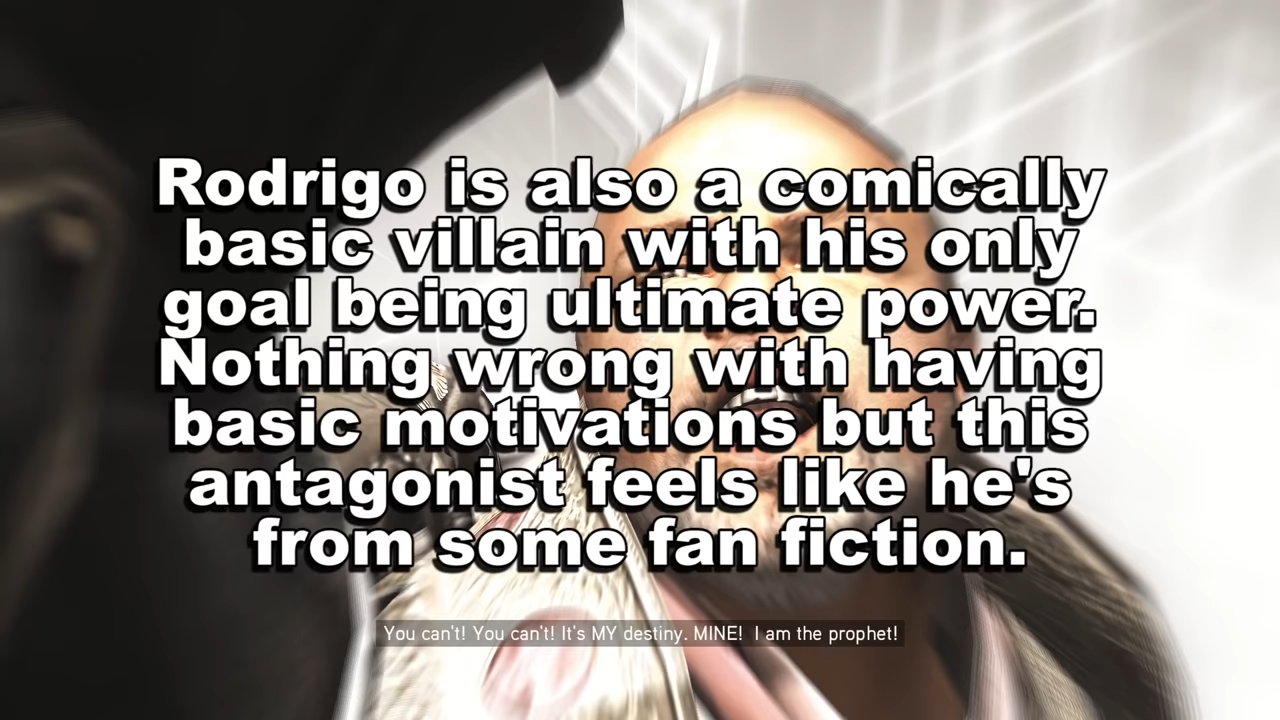 Rodrigo is also a comically
basic villain with his only
goal being ultimate power.
Nothing wrong with having
basic motivations but this
antagonist feels like he's
from some fan fiction.
You can't! You can't! It's MY destiny. MINE!  I am the prophet!